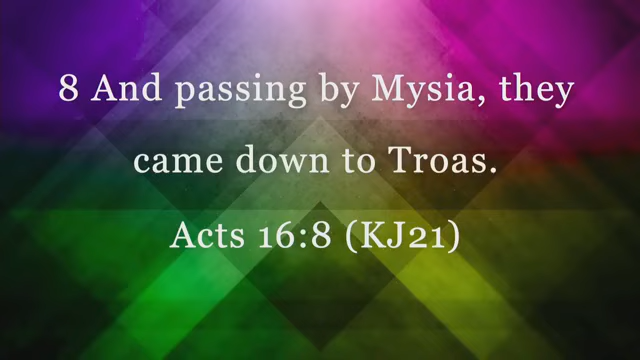 8 And passing by Mysia, they
came down to Troas.
Acts 16:8 (KJ21)